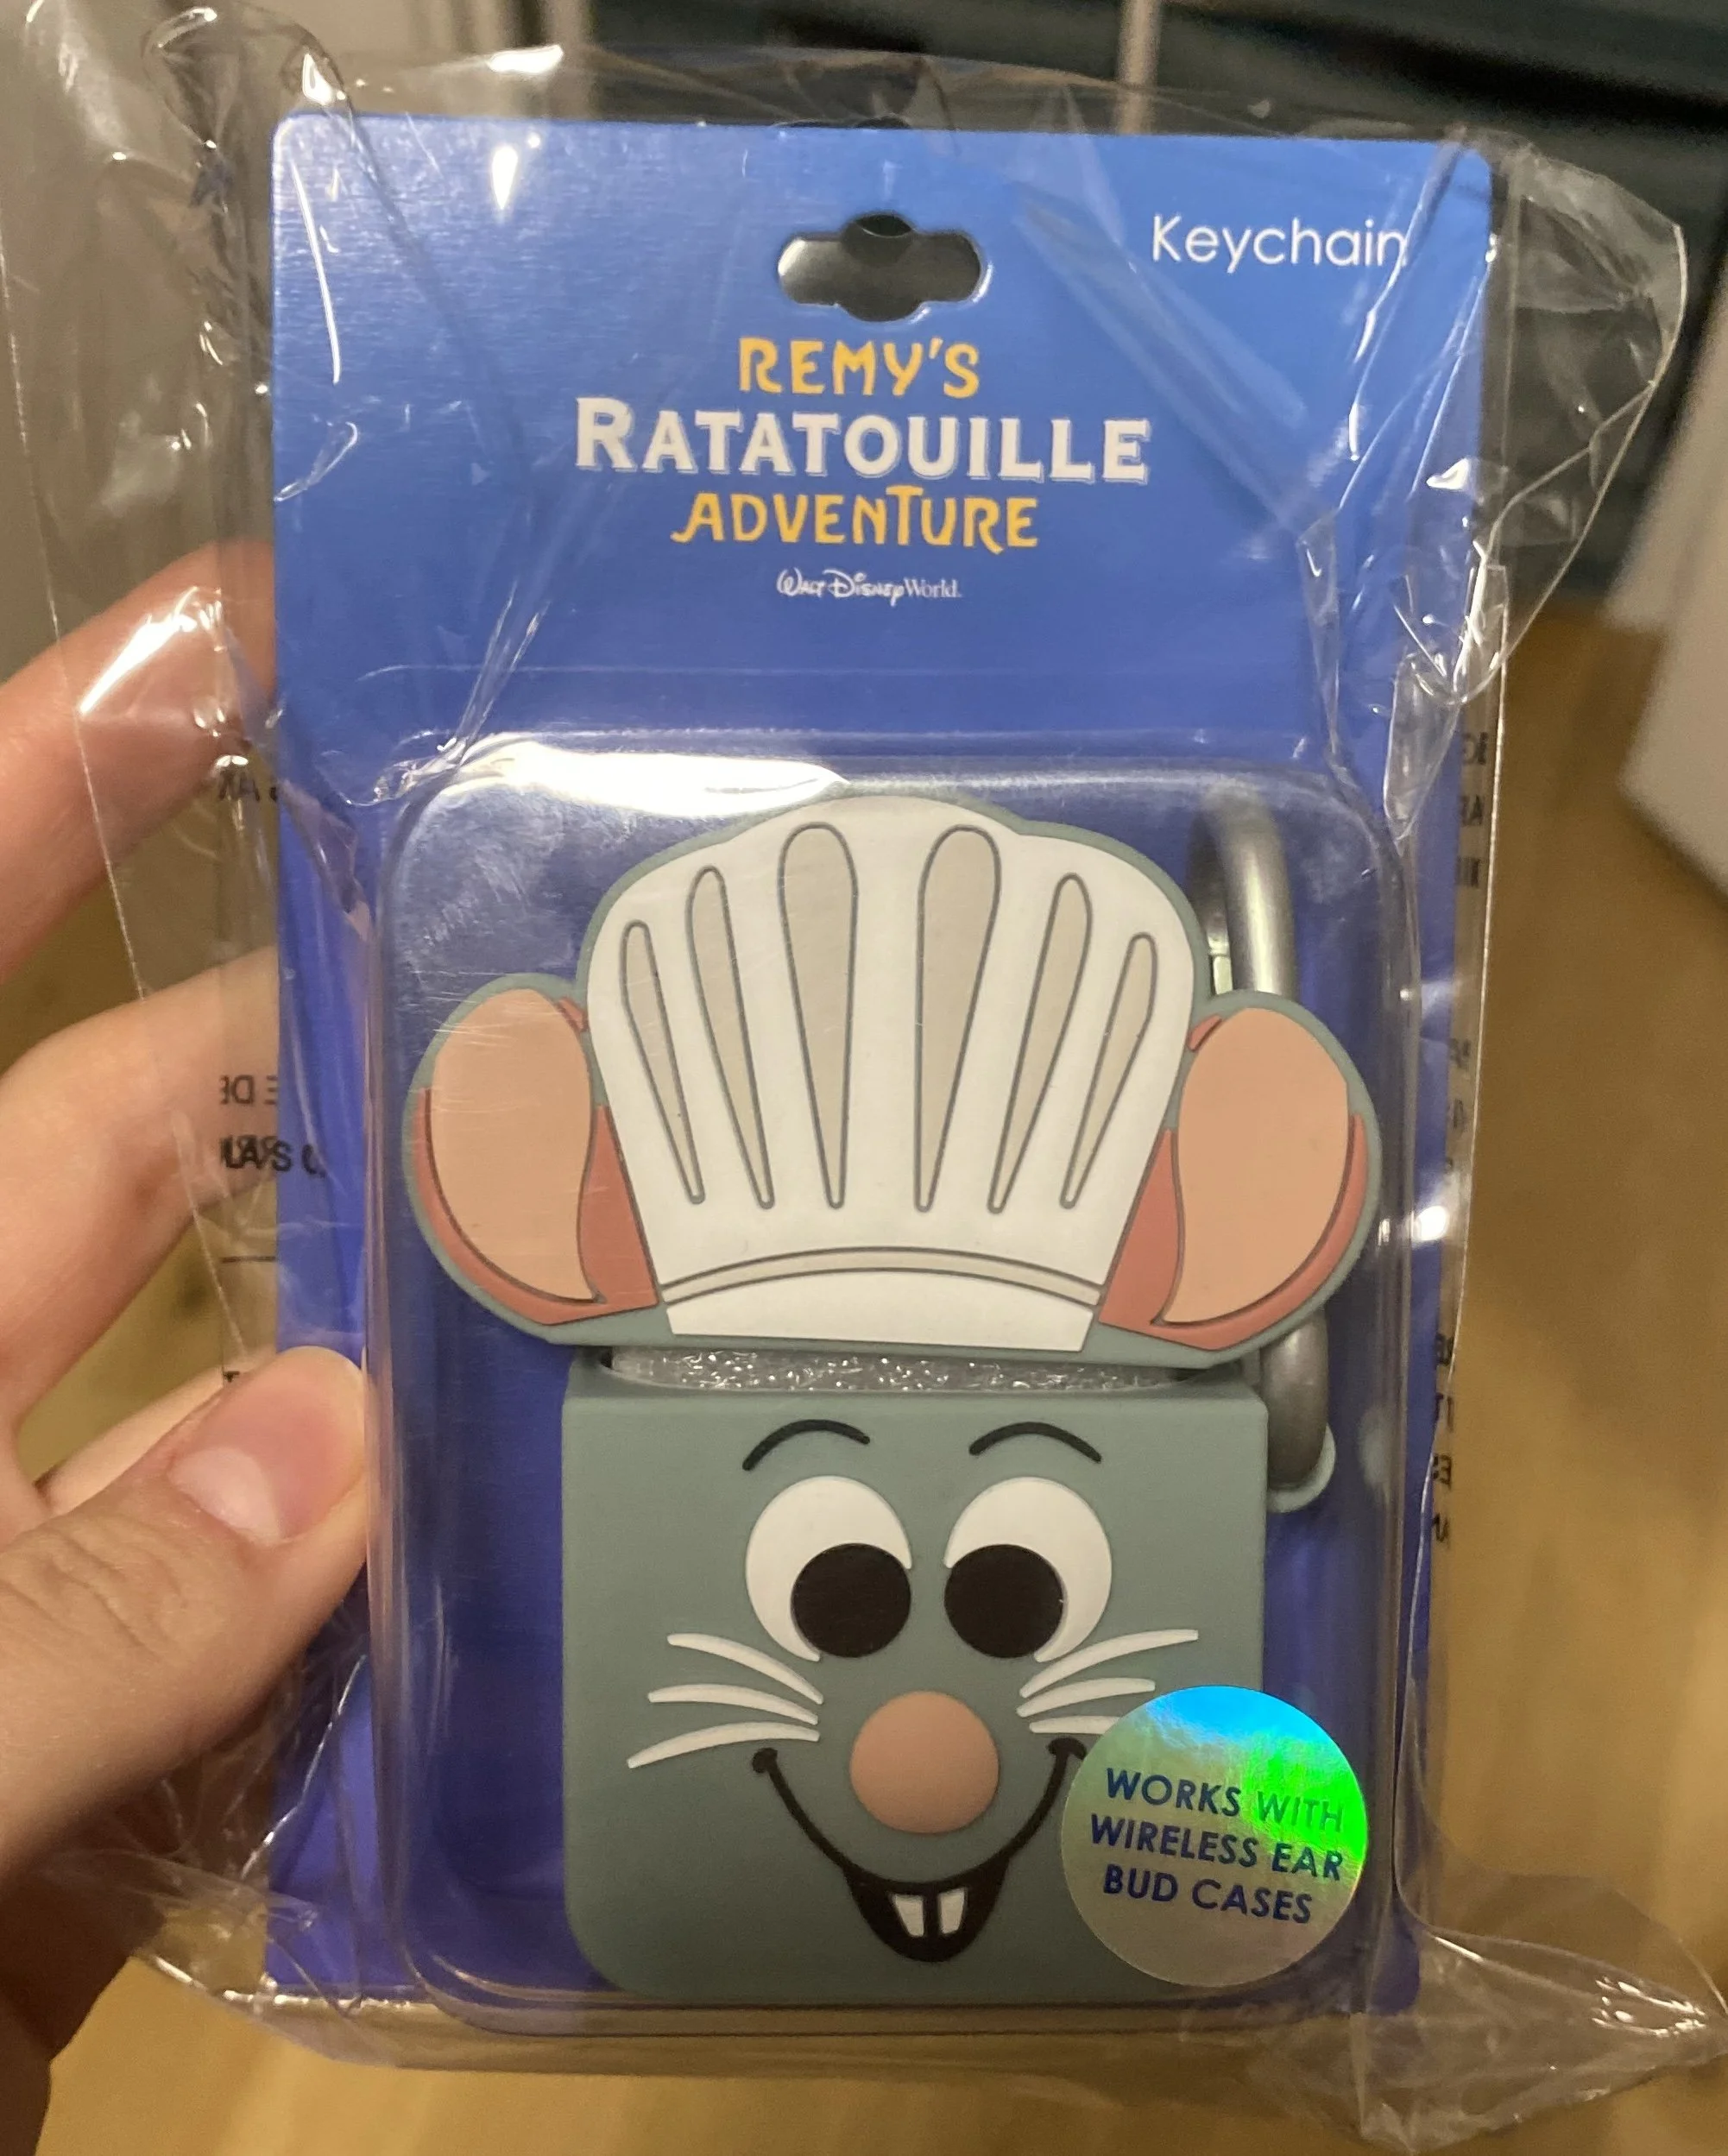 Keychain
REMY'S
RATATOUILLE
ADVENTURE
Walt Disney World.
WORKS WITH
WIRELESS EAR
BUD CASES